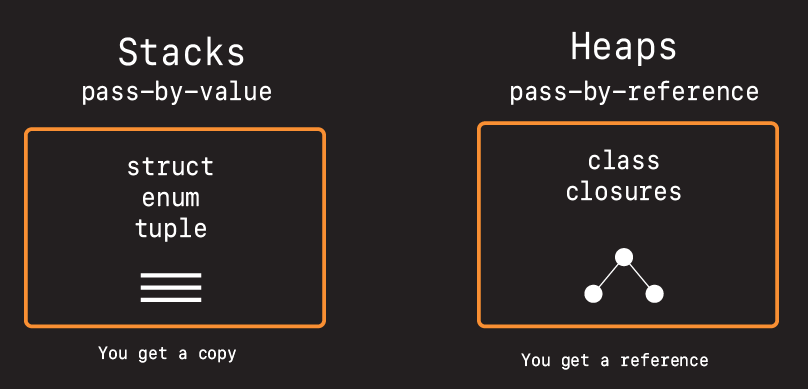 Stacks
pass-by-value
struct
enum
tuple
You get a copy
Heaps
pass-by-reference
class
closures
You get a reference